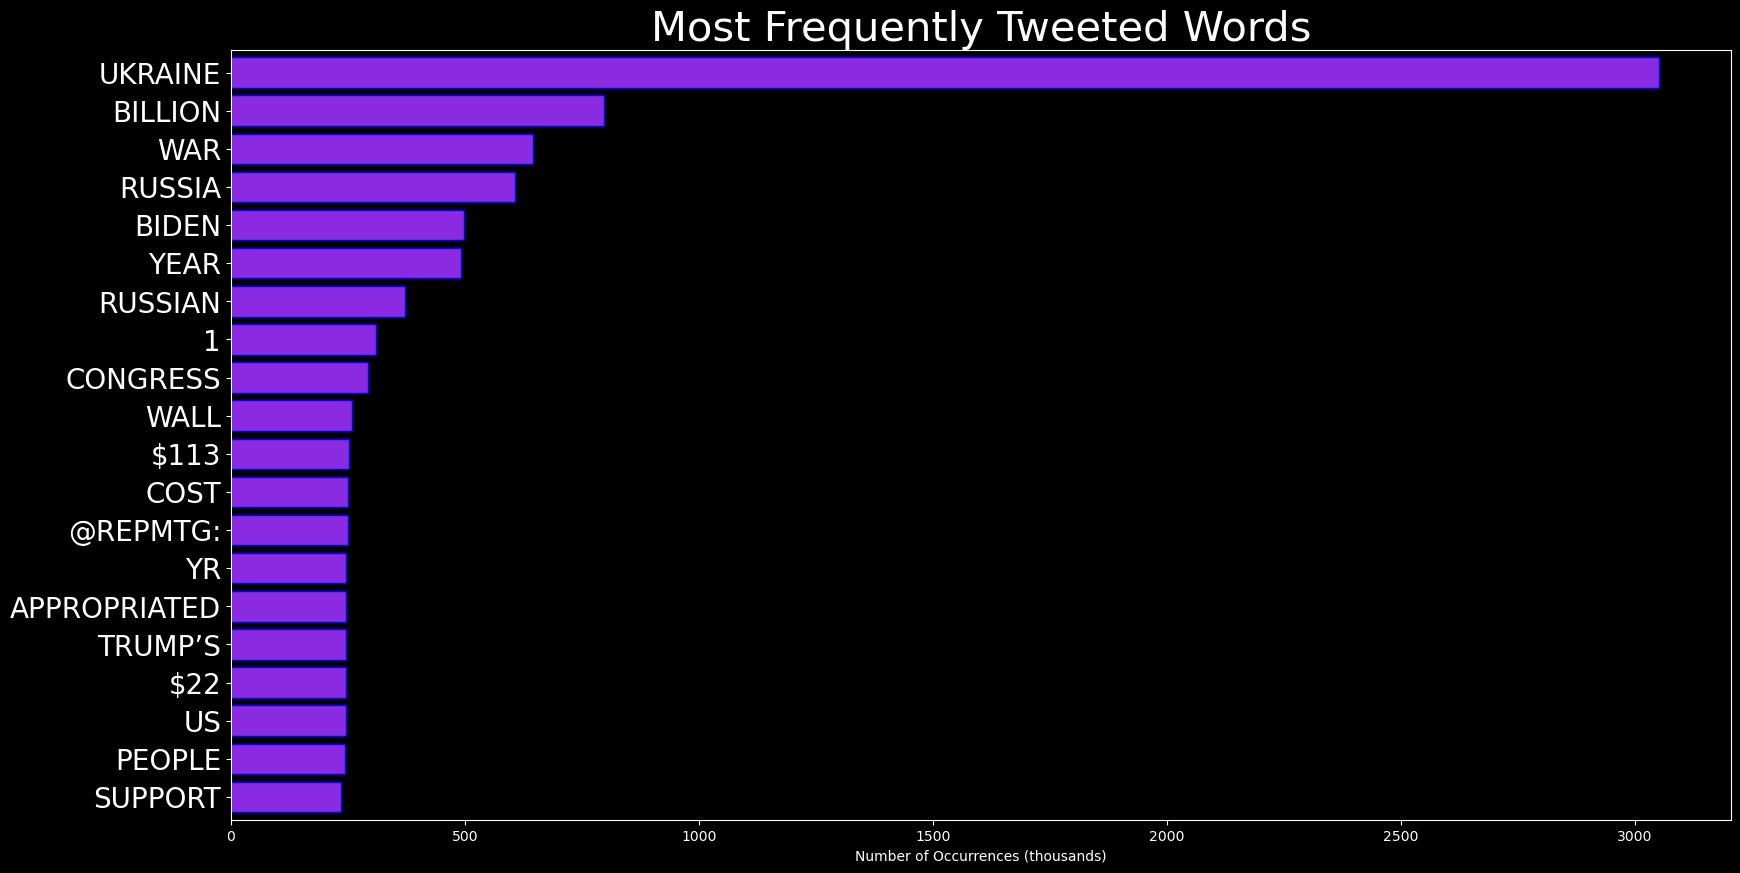 Most Frequently Tweeted Words
UKRAINE
BILLION
WAR
RUSSIA
BIDEN
YEAR
RUSSIAN
1
CONGRESS
WALL
$113
COST
@REPMTG:
YR
APPROPRIATED
TRUMP’S
$22
US
PEOPLE
SUPPORT
0 500 1000 1500 2000 2500 3000
Number of Occurrences (thousands)